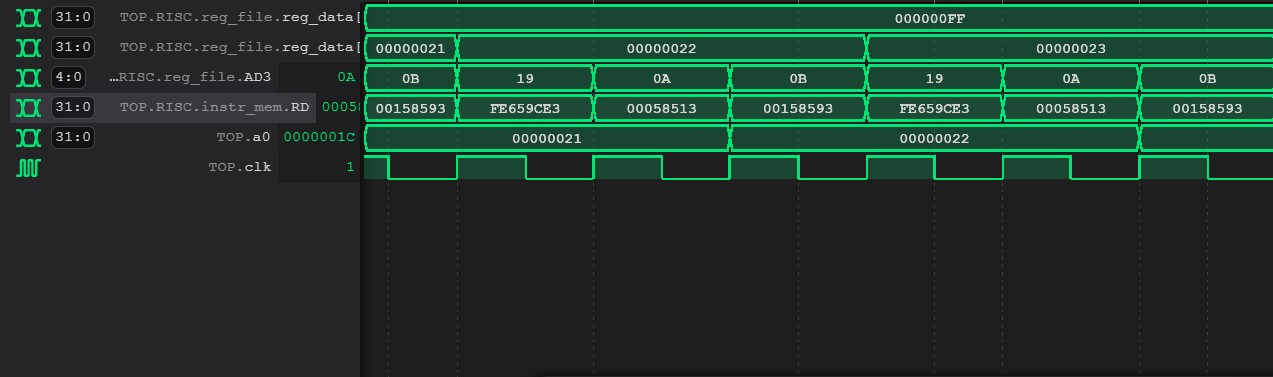 31:0 TOP.RISC.reg_file.reg_data[ 000000FF
31:0 TOP.RISC.reg_file.reg_data[ 00000021 00000022 00000023
4:0 …RISC.reg_file.AD3 0A 0B 19 0A 0B 19 0A 0B
31:0 TOP.RISC.instr_mem.RD 00058 00158593 FE659CE3 00058513 00158593 FE659CE3 00058513 00158593
31:0 TOP.a0 0000001C 00000021 00000022
TOP.clk 1